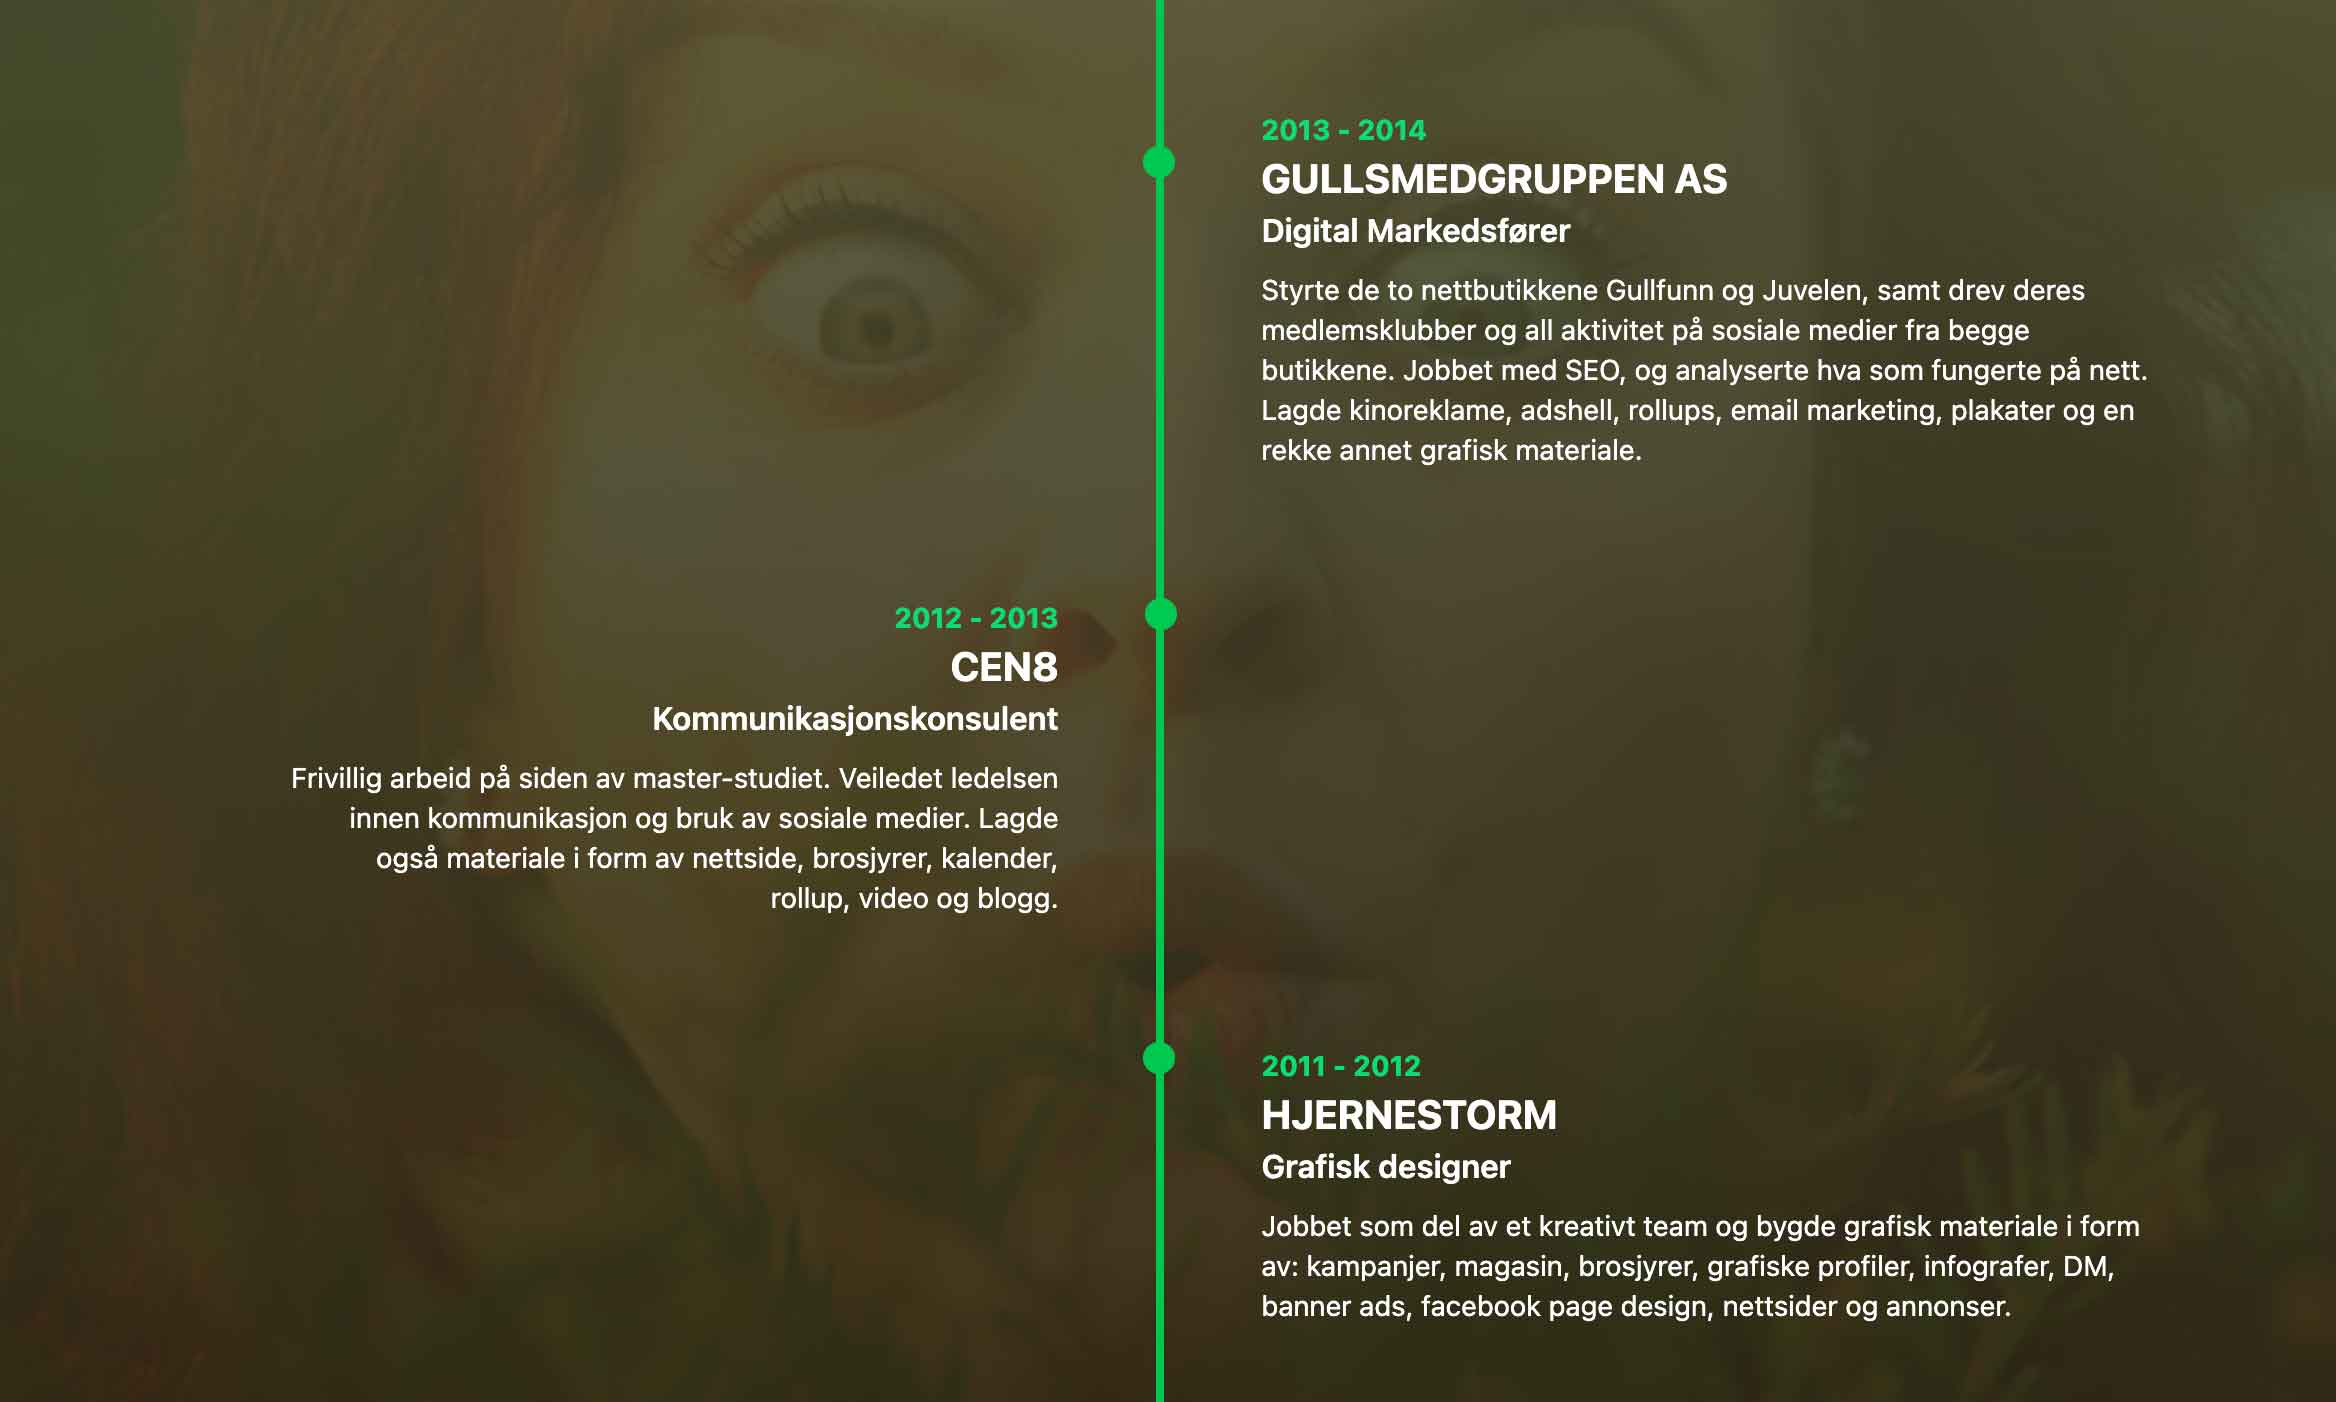 2013 - 2014
GULLSMEDGRUPPEN AS
Digital Markedsfører
Styrte de to nettbutikkene Gullfunn og Juvelen, samt drev deres
medlemsklubber og all aktivitet på sosiale medier fra begge
butikkene. Jobbet med SEO, og analyserte hva som fungerte på nett.
Lagde kinoreklame, adshell, rollups, email marketing, plakater og en
rekke annet grafisk materiale.
2012 - 2013
CEN8
Kommunikasjonskonsulent
Frivillig arbeid på siden av master-studiet. Veiledet ledelsen
innen kommunikasjon og bruk av sosiale medier. Lagde
også materiale i form av nettside, brosjyrer, kalender,
rollup, video og blogg.
2011 - 2012
HJERNESTORM
Grafisk designer
Jobbet som del av et kreativt team og bygde grafisk materiale i form
av: kampanjer, magasin, brosjyrer, grafiske profiler, infografer, DM,
banner ads, facebook page design, nettsider og annonser.